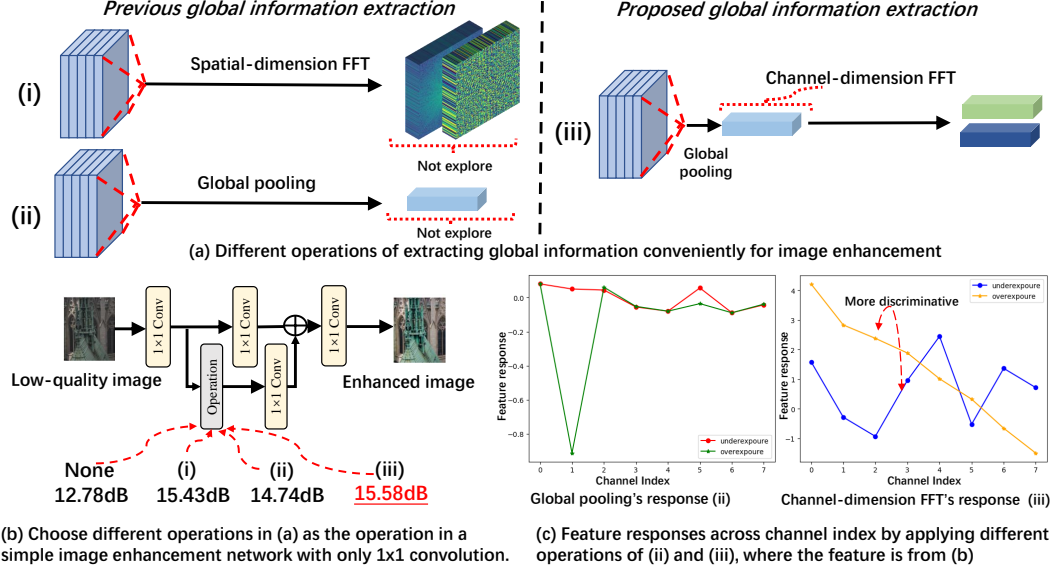 Previous global information extraction
Proposed global information extraction
(i)
Spatial-dimension FFT
Not explore
(ii)
Global pooling
Not explore
(iii)
Global
pooling
Channel-dimension FFT
(a) Different operations of extracting global information conveniently for image enhancement
Low-quality image
1×1 Conv
1×1 Conv
Operation
1×1 Conv
1×1 Conv
Enhanced image
None
12.78dB
(i)
15.43dB
(ii)
14.74dB
(iii)
15.58dB
(b) Choose different operations in (a) as the operation in a
simple image enhancement network with only 1x1 convolution.
Feature response
0.0
−0.2
−0.4
−0.6
−0.8
underexpoure
overexpoure
0 1 2 3 4 5 6 7
Channel Index
Global pooling's response (ii)
Feature response
4
3
2
1
0
−1
underexpoure
overexpoure
More discriminative
0 1 2 3 4 5 6 7
Channel Index
Channel-dimension FFT's response (iii)
(c) Feature responses across channel index by applying different
operations of (ii) and (iii), where the feature is from (b)